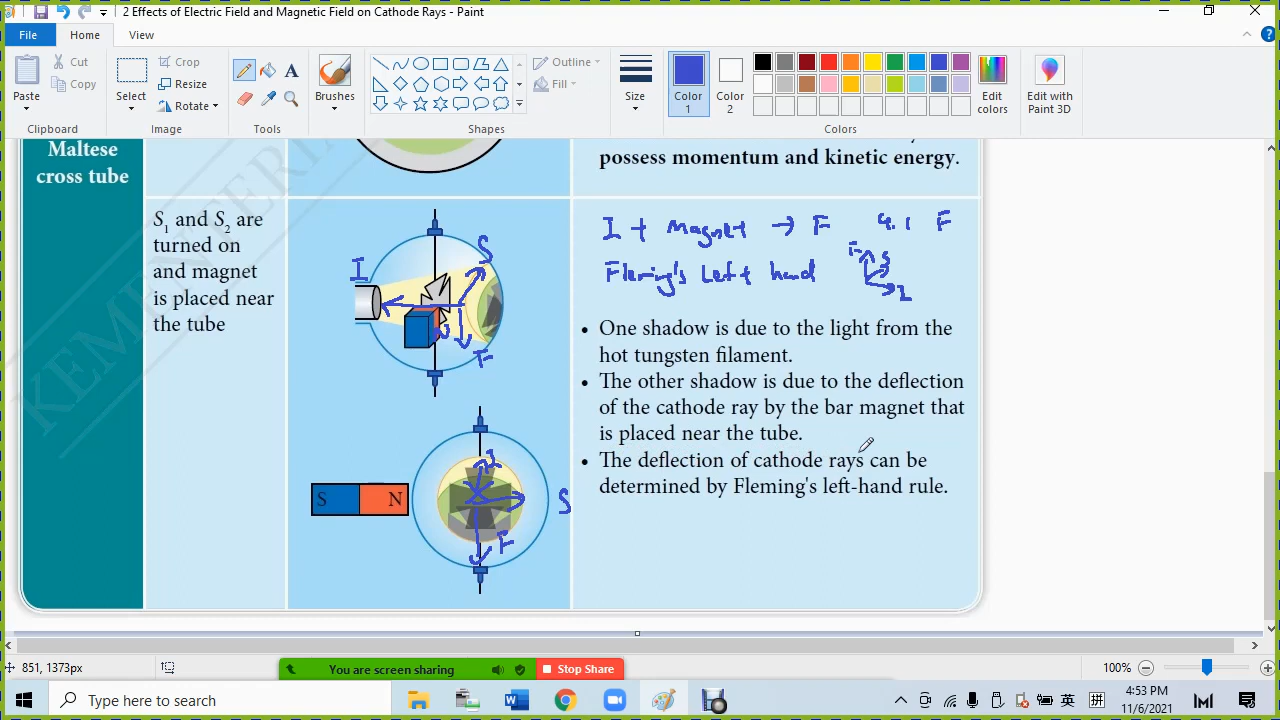 2 Effects of Electric Field and Magnetic Field on Cathode Rays - Paint
File Home View
Cut
Crop
Outline
Copy
Resize
Fill
Paste Select Rotate Brushes Size Color 1 Color 2 Edit colors Edit with Paint 3D
Clipboard Image Tools Shapes Colors
Maltese
cross tube
possess momentum and kinetic energy.
S1 and S2 are
turned on
and magnet
is placed near
the tube
I
S
F
I + Magnet → F 4.1 F
Fleming's Left hand
F
S
I
• One shadow is due to the light from the
hot tungsten filament.
• The other shadow is due to the deflection
of the cathode ray by the bar magnet that
is placed near the tube.
• The deflection of cathode rays can be
determined by Fleming's left-hand rule.
S N
I
S
F
KEMENTERIA
851, 1373px
100%
You are screen sharing
Stop Share
Type here to search
英
拼
4:53 PM
11/6/2021